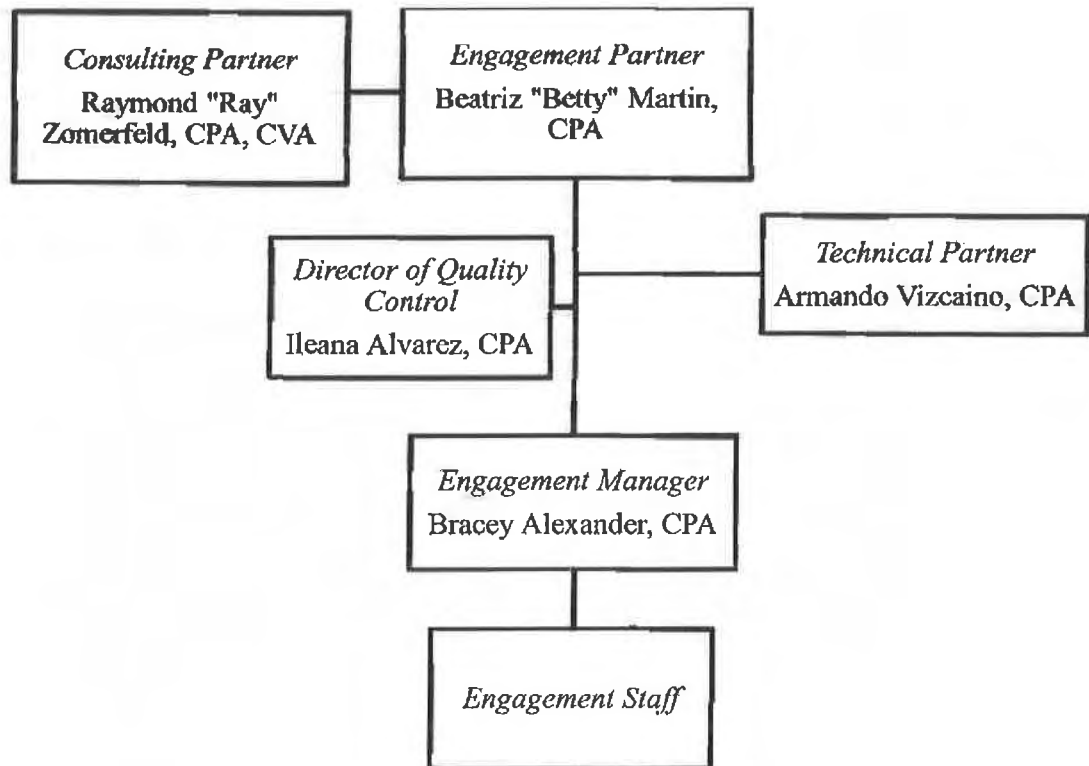 Consulting Partner
Raymond "Ray"
Zomerfeld, CPA, CVA
Engagement Partner
Beatriz "Betty" Martin,
CPA
Director of Quality
Control
Ileana Alvarez, CPA
Technical Partner
Armando Vizcaino, CPA
Engagement Manager
Bracey Alexander, CPA
Engagement Staff